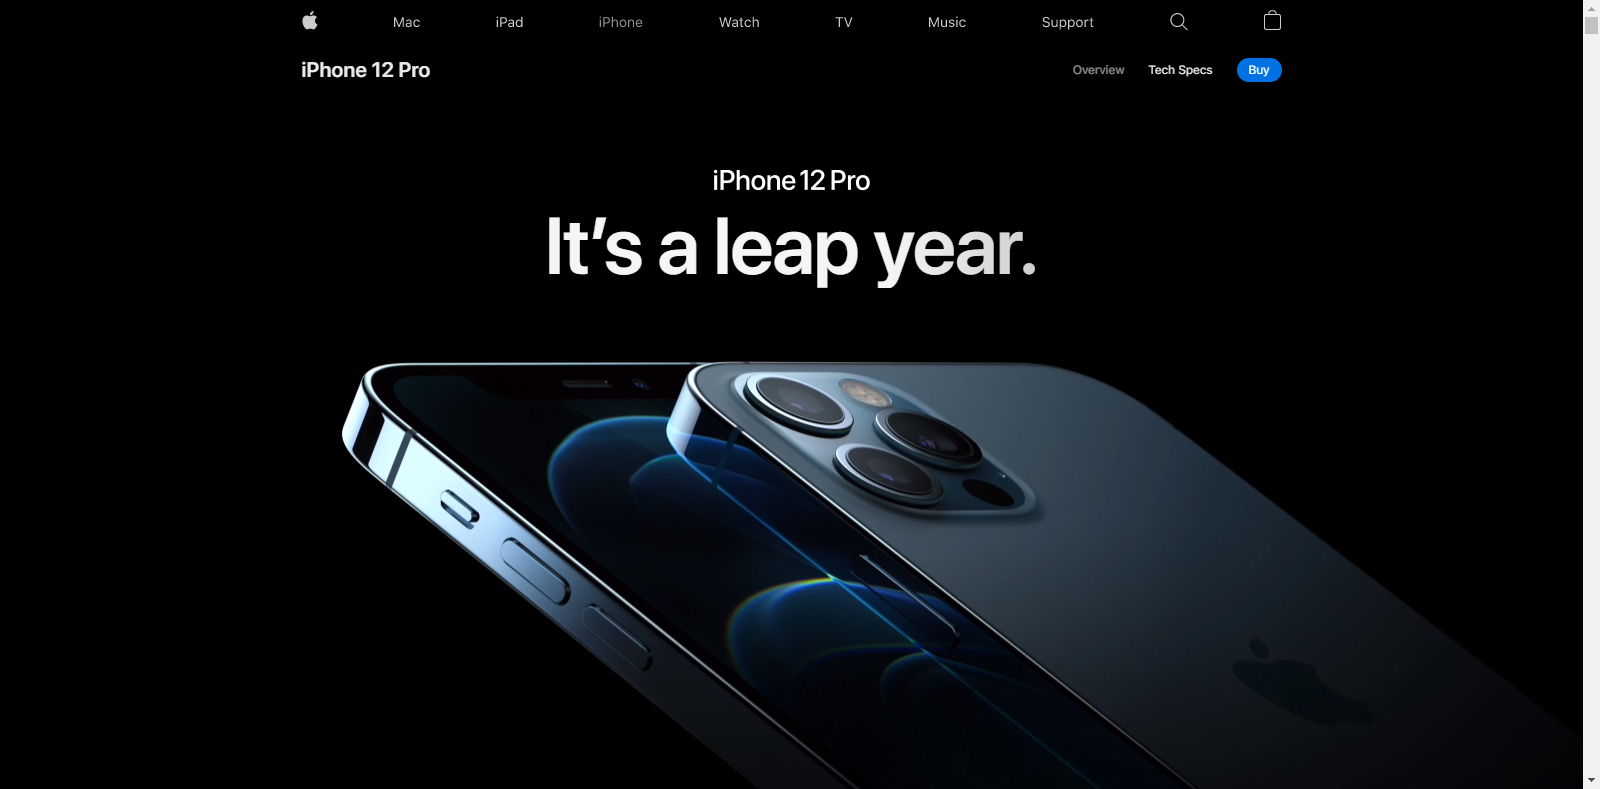 Mac iPad iPhone Watch TV Music Support
iPhone 12 Pro Overview Tech Specs Buy
iPhone 12 Pro
It’s a leap year.